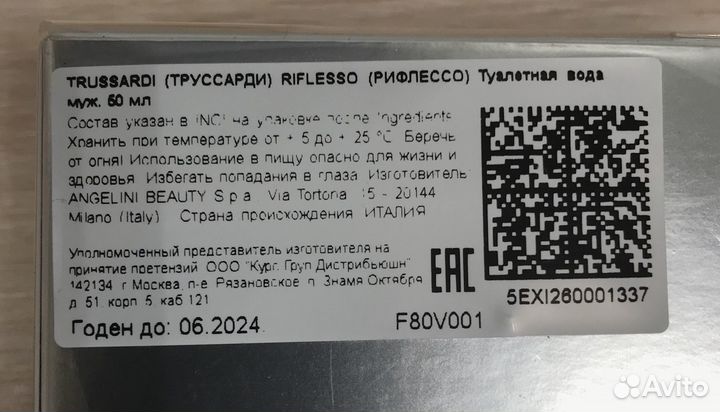 TRUSSARDI (ТРУССАРДИ) RIFLESSO (РИФЛЕССО) Туалетная вода
муж. 50 мл
Состав указан в INCI на упаковке после Ingredients
Хранить при температуре от + 5 до + 25 °C Беречь
от огня! Использование в пищу опасно для жизни и
здоровья Избегать попадания в глаза Изготовитель:
ANGELINI BEAUTY S p a Via Tortona 15 - 20144
Milano (Italy) Страна происхождения ИТАЛИЯ
Уполномоченный представитель изготовителя на
принятие претензий ООО "Кург. Груп Дистрибьюшн"
142134 г Москва, п-е Рязановское п Знамя Октября
д 51 корп 5 каб 121
EAC
5EXI260001337
Годен до: 06.2024
F80V001
Avito